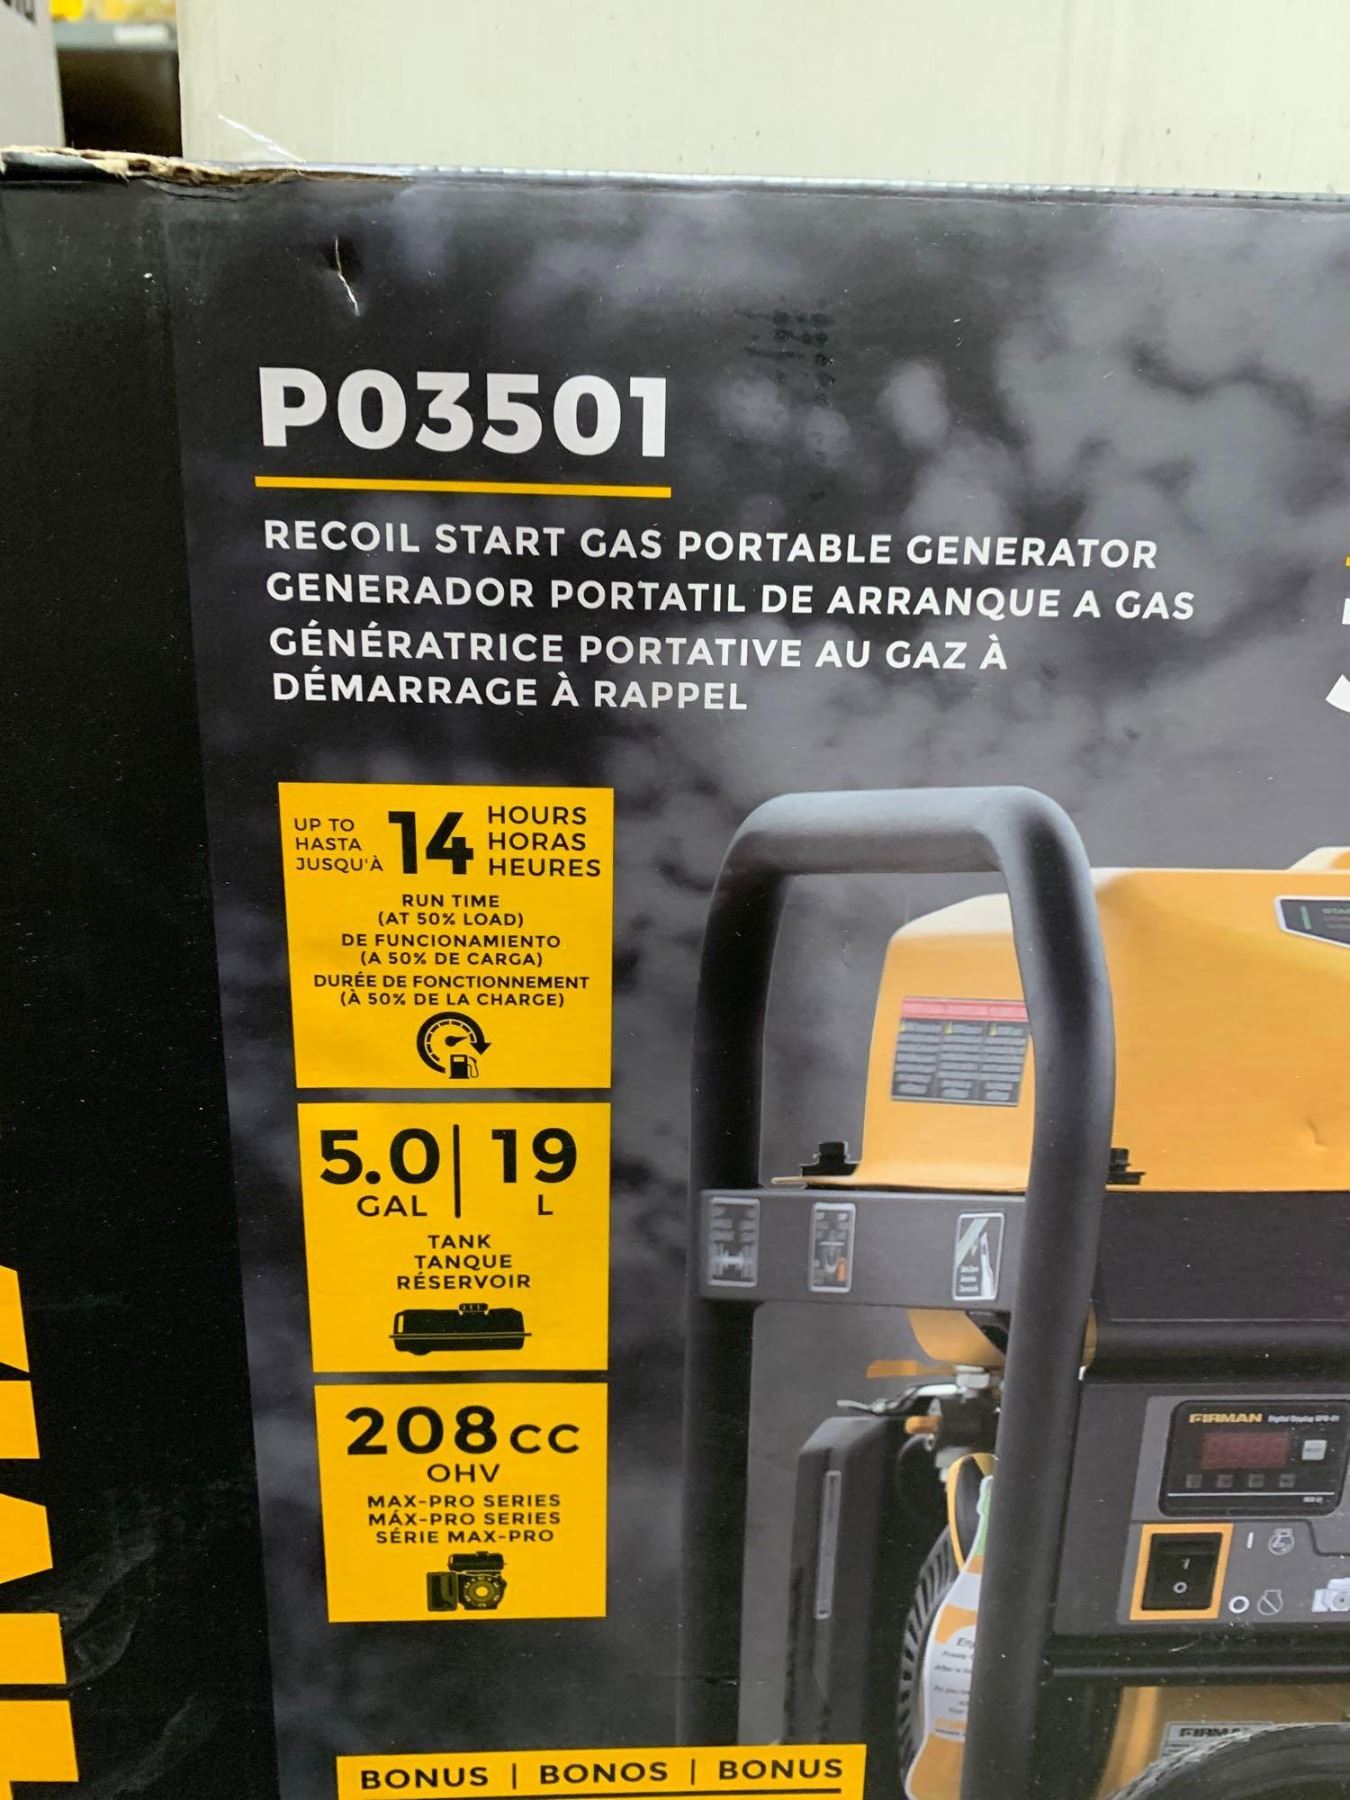 P03501
RECOIL START GAS PORTABLE GENERATOR
GENERADOR PORTATIL DE ARRANQUE A GAS
GÉNÉRATRICE PORTATIVE AU GAZ À
DÉMARRAGE À RAPPEL
UP TO
HASTA
JUSQU'À
14
HOURS
HORAS
HEURES
RUN TIME
(AT 50% LOAD)
DE FUNCIONAMIENTO
(A 50% DE CARGA)
DURÉE DE FONCTIONNEMENT
(À 50% DE LA CHARGE)
5.0 | 19
GAL L
TANK
TANQUE
RÉSERVOIR
208cc
OHV
MAX-PRO SERIES
MÁX-PRO SERIES
SÉRIE MAX-PRO
FIRMAN Digital Display
FIRMA
BONUS | BONOS | BONUS